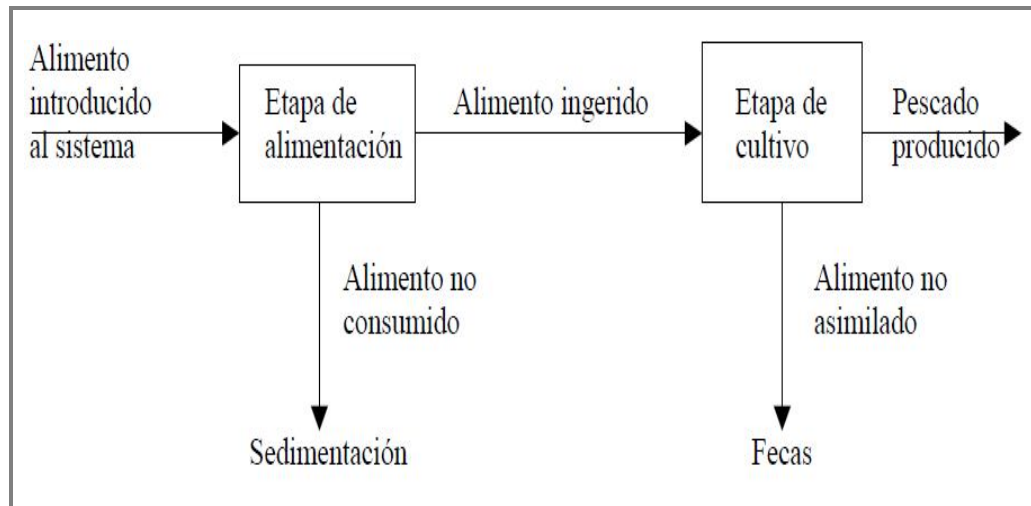 Alimento
introducido
al sistema
Etapa de
alimentación
Alimento ingerido
Etapa de
cultivo
Pescado
producido
Alimento no
consumido
Alimento no
asimilado
Sedimentación
Fecas